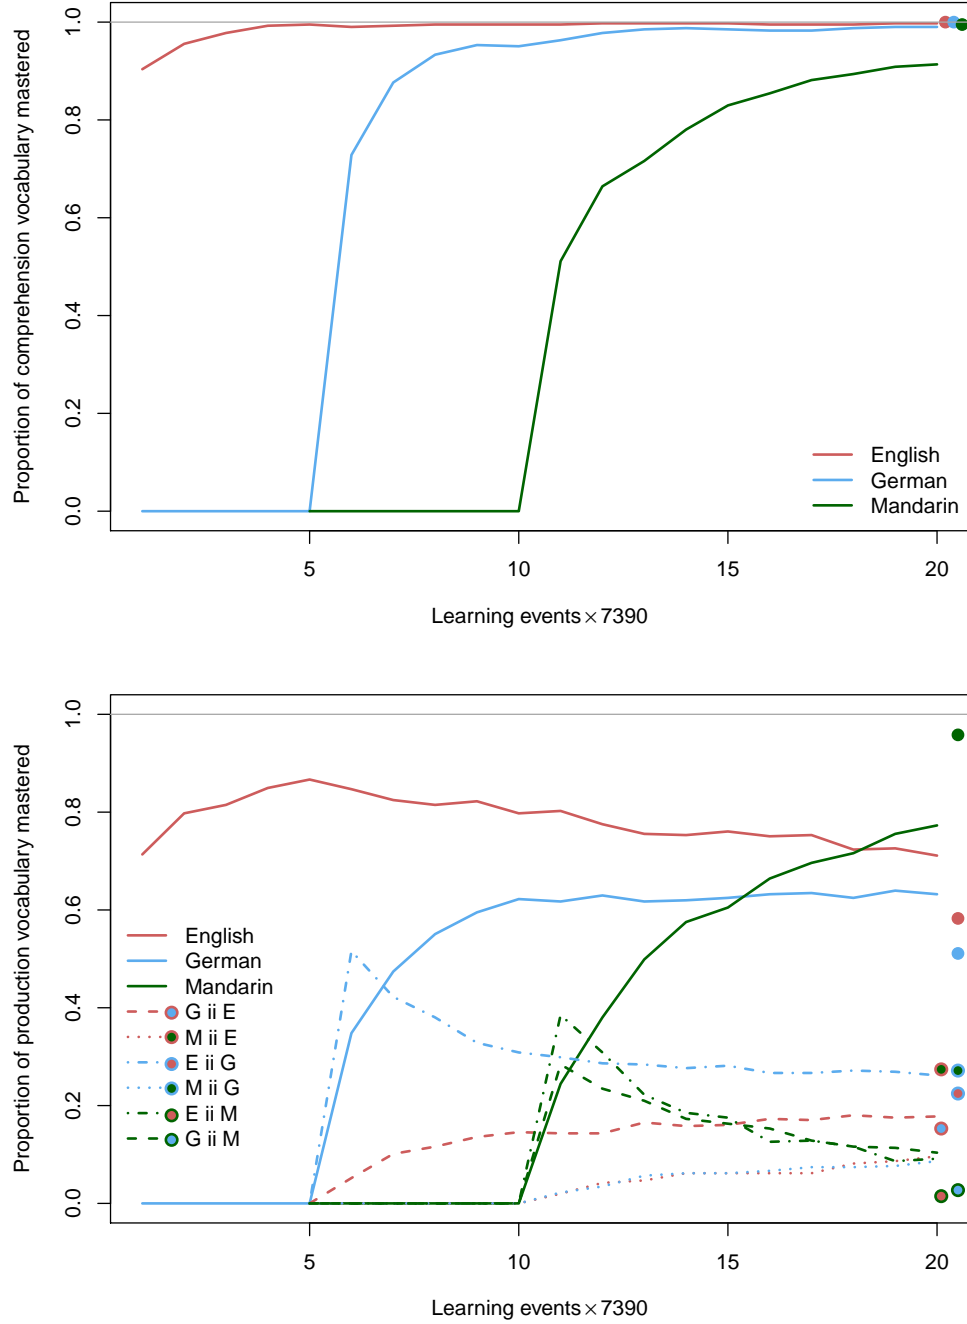 Proportion of comprehension vocabulary mastered
1.0
0.8
0.6
0.4
0.2
0.0
English
German
Mandarin
5 10 15 20
Learning events × 7390
Proportion of production vocabulary mastered
1.0
0.8
0.6
0.4
0.2
0.0
English
German
Mandarin
G ii E
M ii E
E ii G
M ii G
E ii M
G ii M
5 10 15 20
Learning events × 7390